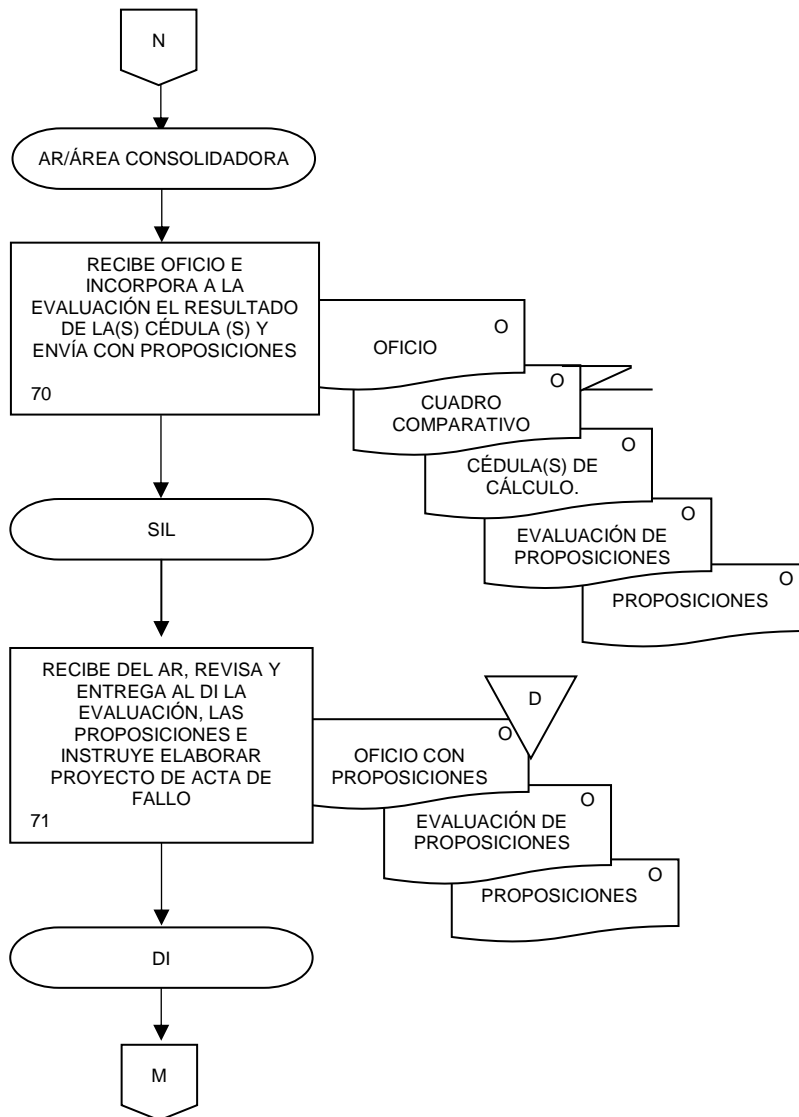 N
AR/ÁREA CONSOLIDADORA
RECIBE OFICIO E
INCORPORA A LA
EVALUACIÓN EL RESULTADO
DE LA(S) CÉDULA (S) Y
ENVÍA CON PROPOSICIONES
70
O
OFICIO
O
CUADRO
COMPARATIVO
O
CÉDULA(S) DE
CÁLCULO.
O
EVALUACIÓN DE
PROPOSICIONES
O
PROPOSICIONES
SIL
RECIBE DEL AR, REVISA Y
ENTREGA AL DI LA
EVALUACIÓN, LAS
PROPOSICIONES E
INSTRUYE ELABORAR
PROYECTO DE ACTA DE
FALLO
71
D
O
OFICIO CON
PROPOSICIONES
O
EVALUACIÓN DE
PROPOSICIONES
O
PROPOSICIONES
DI
M